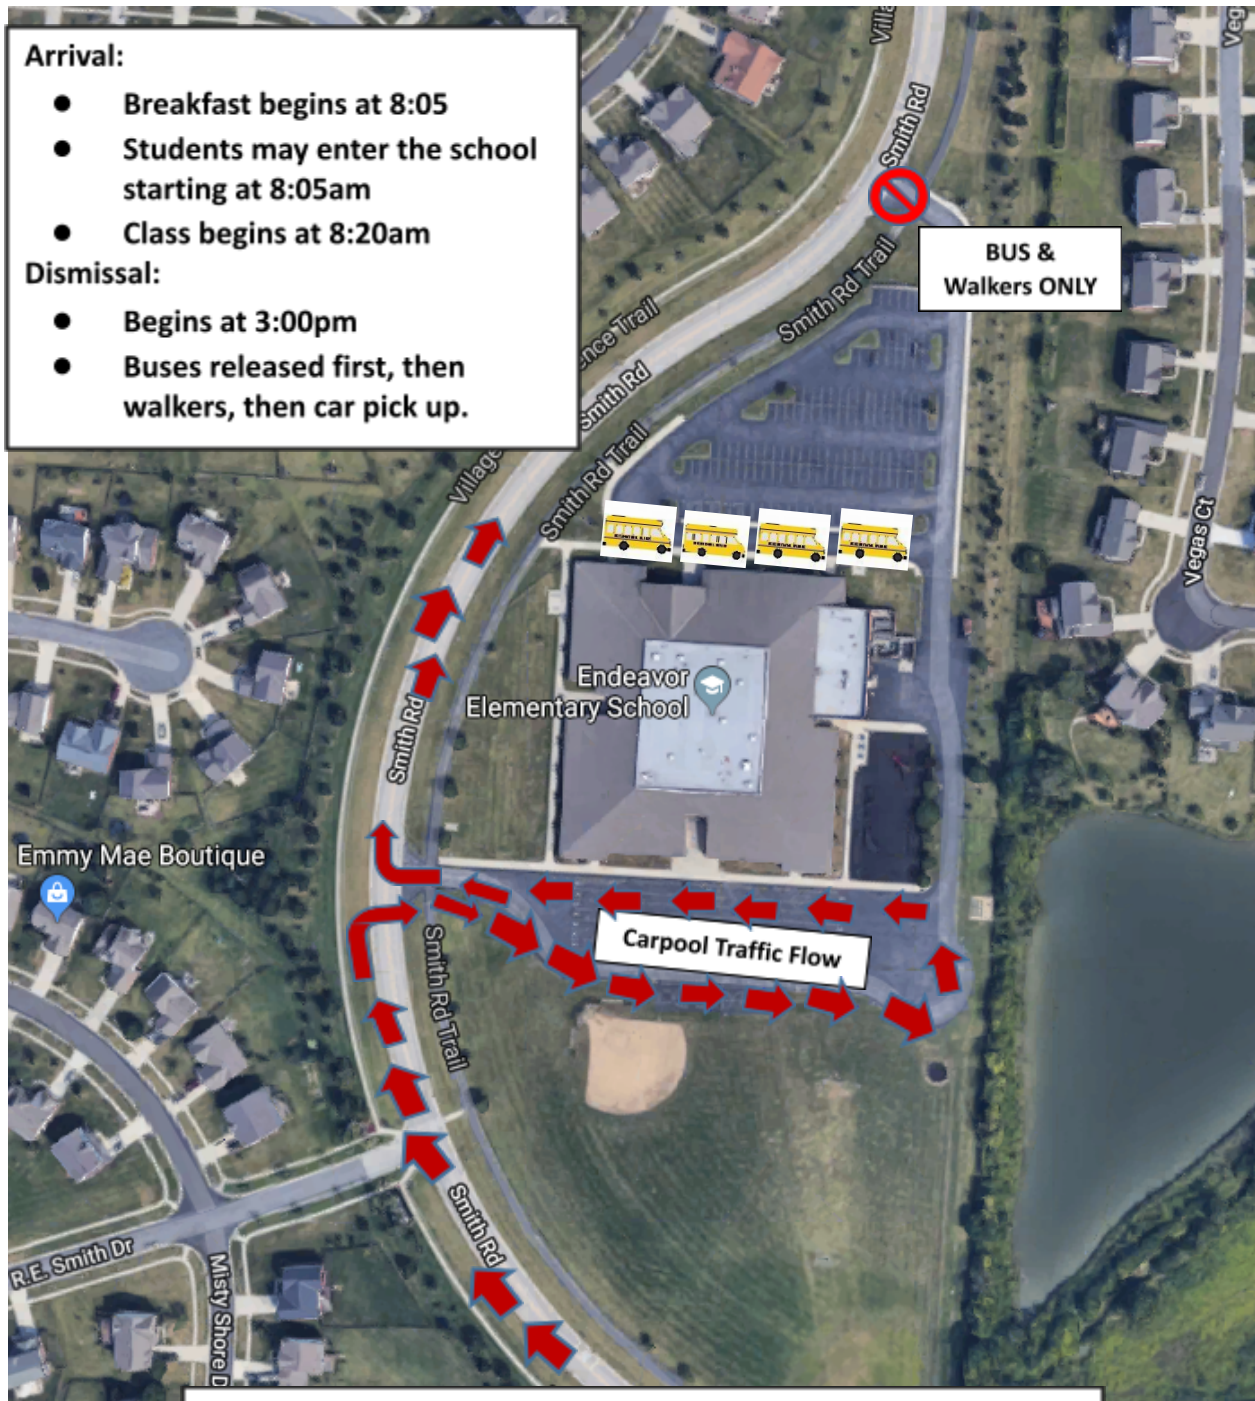 Arrival:
● Breakfast begins at 8:05
● Students may enter the school
starting at 8:05am
● Class begins at 8:20am
Dismissal:
● Begins at 3:00pm
● Buses released first, then
walkers, then car pick up.
Smith Rd
BUS &
Walkers ONLY
Smith Rd Trail
Smith Rd
Smith Rd Trail
Village
Vegas Ct
Endeavor
Elementary School
Smith Rd
Emmy Mae Boutique
Carpool Traffic Flow
Smith Rd Trail
Smith Rd
R.E. Smith Dr
Misty Shore D